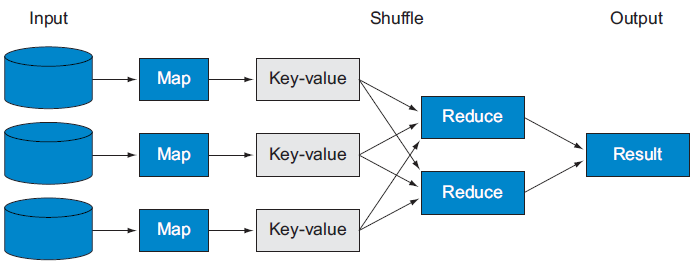 Input
Shuffle
Output
Map
Key-value
Reduce
Map
Key-value
Result
Reduce
Map
Key-value